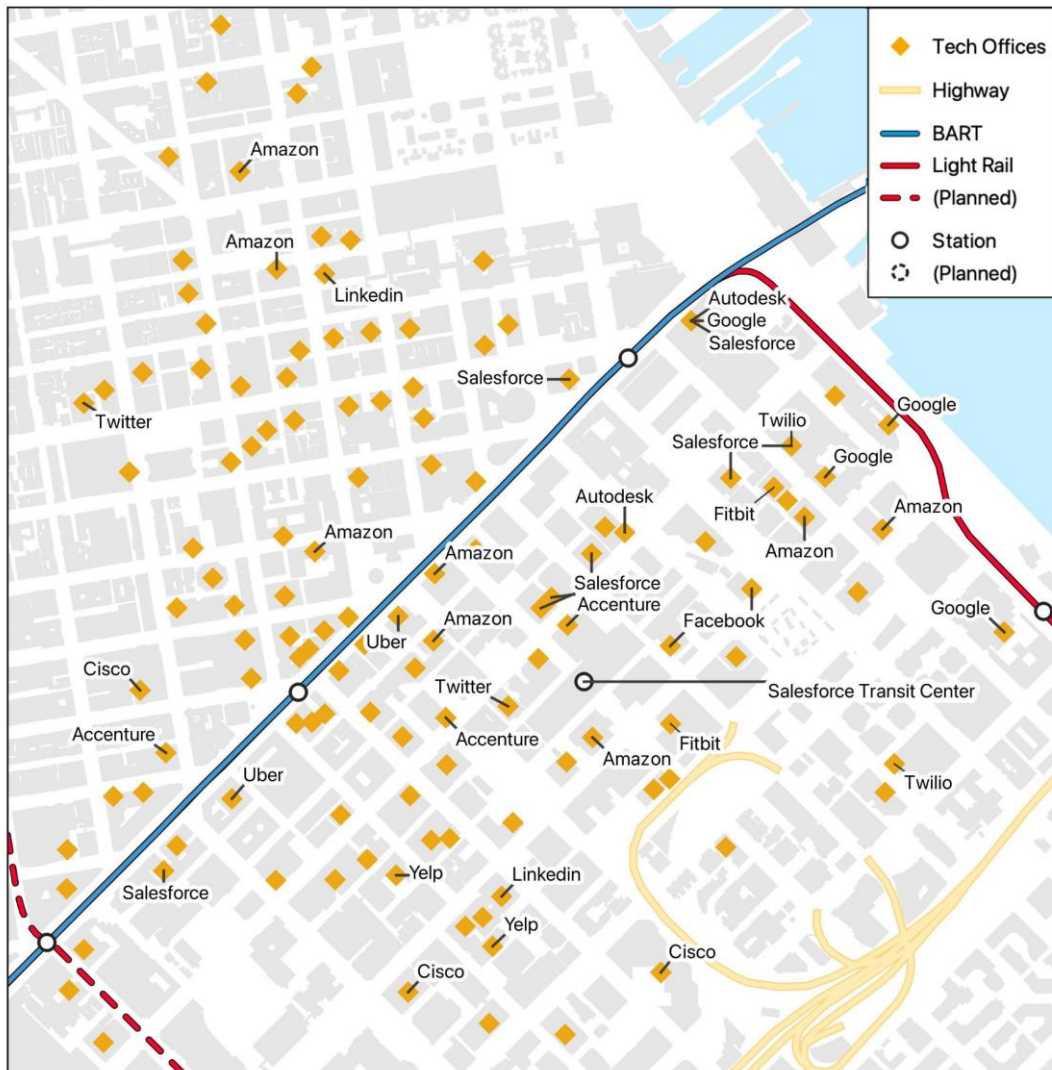 Tech Offices
Highway
BART
Light Rail
(Planned)
Station
(Planned)
Amazon
Amazon
Linkedin
Autodesk
Google
Salesforce
Salesforce
Twitter
Google
Twilio
Salesforce
Google
Fitbit
Autodesk
Amazon
Amazon
Amazon
Amazon
Salesforce
Accenture
Uber
Amazon
Facebook
Google
Cisco
Twitter
Salesforce Transit Center
Accenture
Accenture
Fitbit
Amazon
Uber
Twilio
Salesforce
Yelp
Linkedin
Yelp
Cisco
Cisco